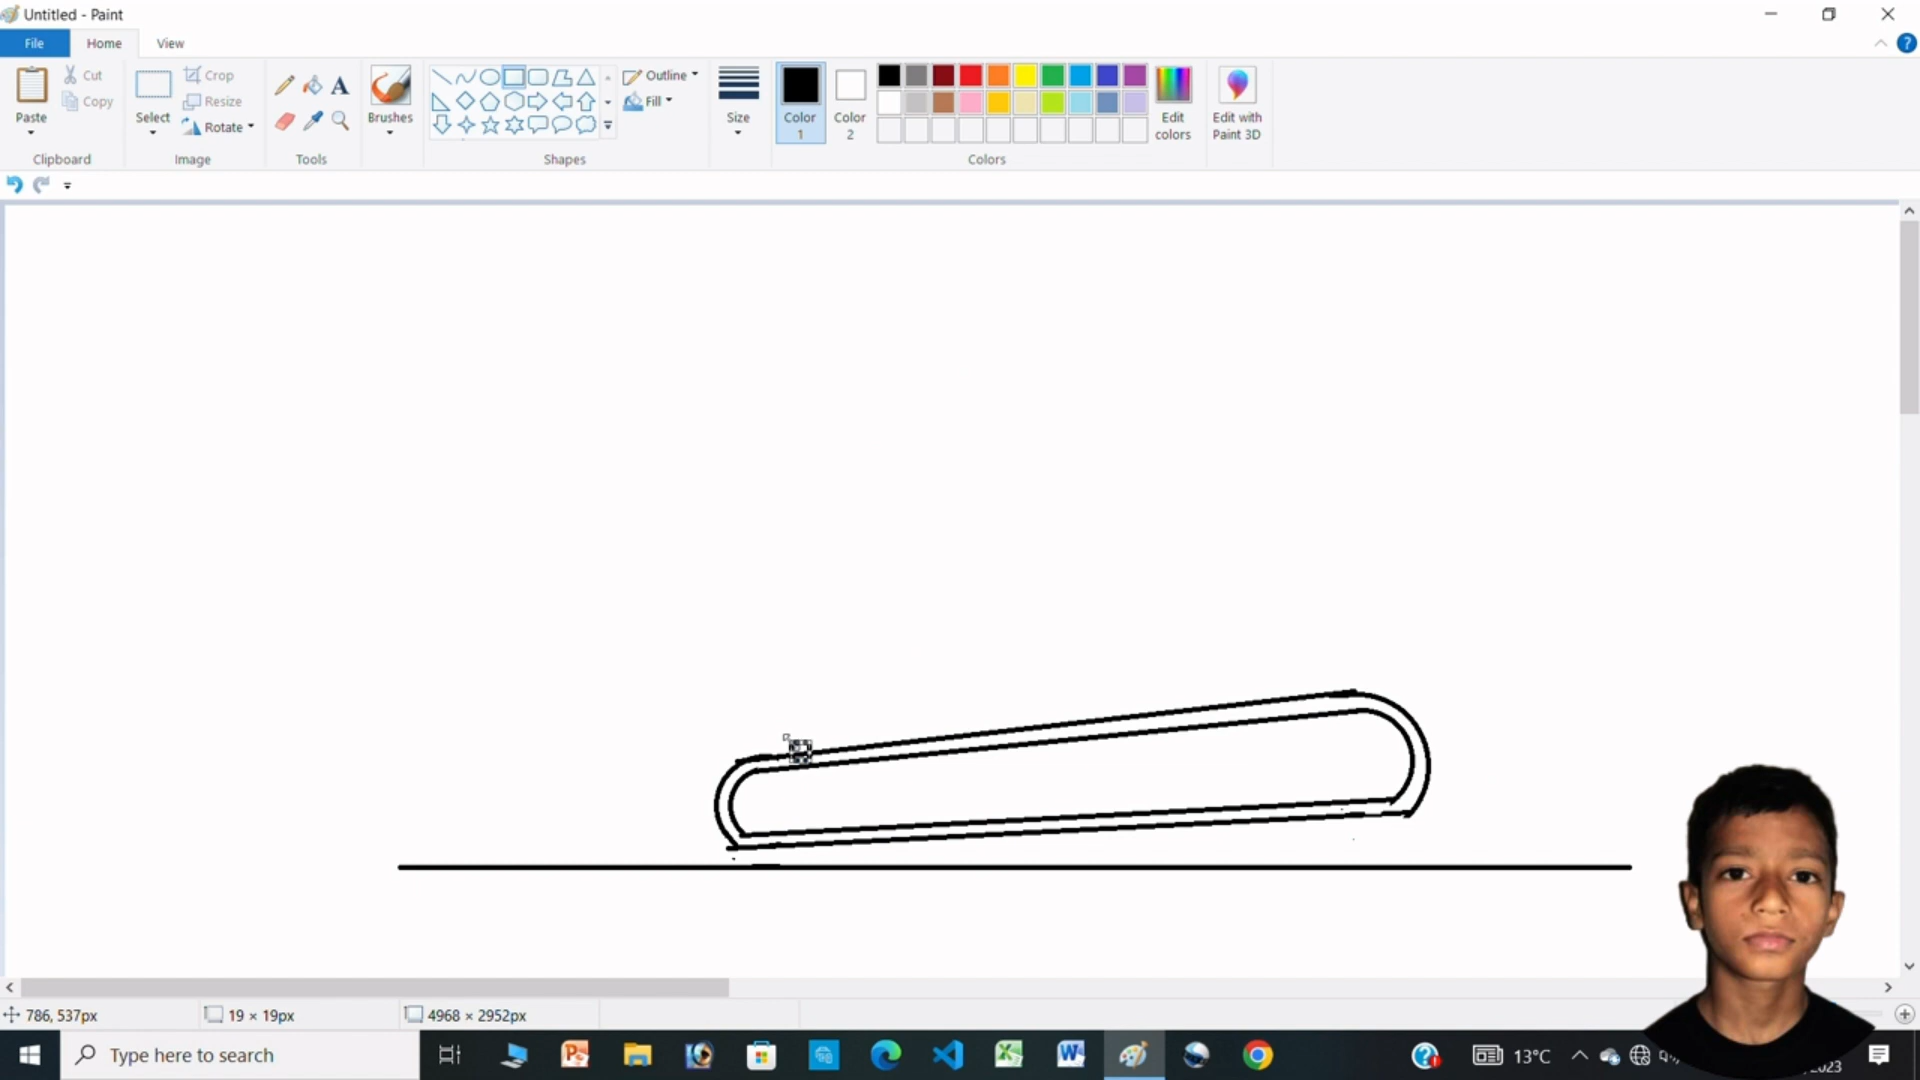 Untitled - Paint
File Home View
Paste
Cut
Copy
Clipboard
Select
Crop
Resize
Rotate
Image
A
Tools
Brushes
Shapes
Outline
Fill
Size
Color
1
Color
2
Colors
Edit
colors
Edit with
Paint 3D
786, 537px
19 × 19px
4968 × 2952px
Type here to search
13°C
2023